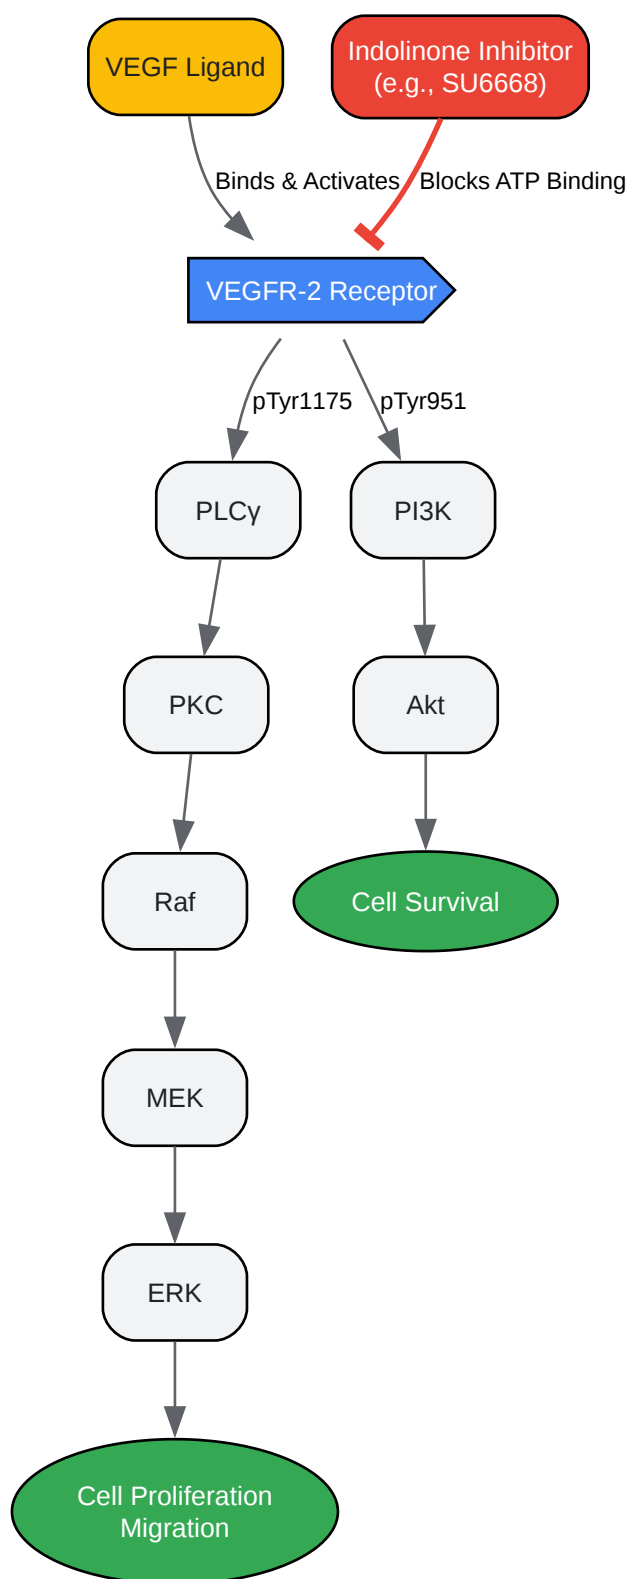 VEGF Ligand
Indolinone Inhibitor
(e.g., SU6668)
Binds & Activates
Blocks ATP Binding
VEGFR-2 Receptor
pTyr1175
pTyr951
PLCγ
PI3K
PKC
Akt
Raf
Cell Survival
MEK
ERK
Cell Proliferation
Migration